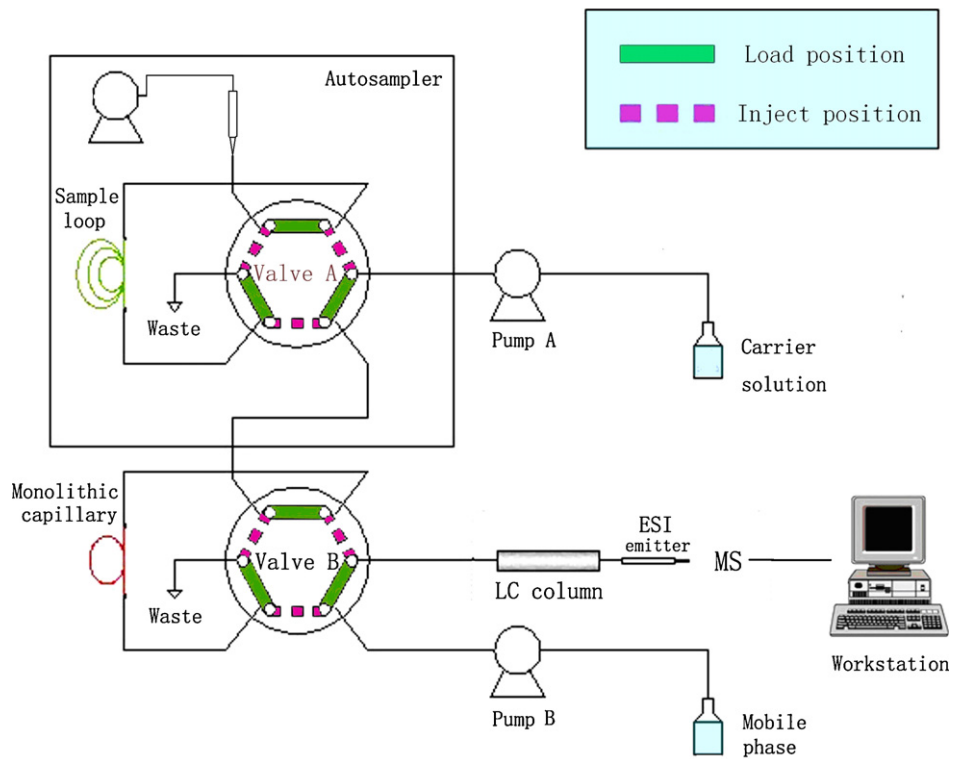 Load position
Inject position
Autosampler
Sample
loop
Valve A
Waste
Pump A
Carrier
solution
Monolithic
capillary
Valve B
Waste
LC column
ESI
emitter
MS
Workstation
Pump B
Mobile
phase